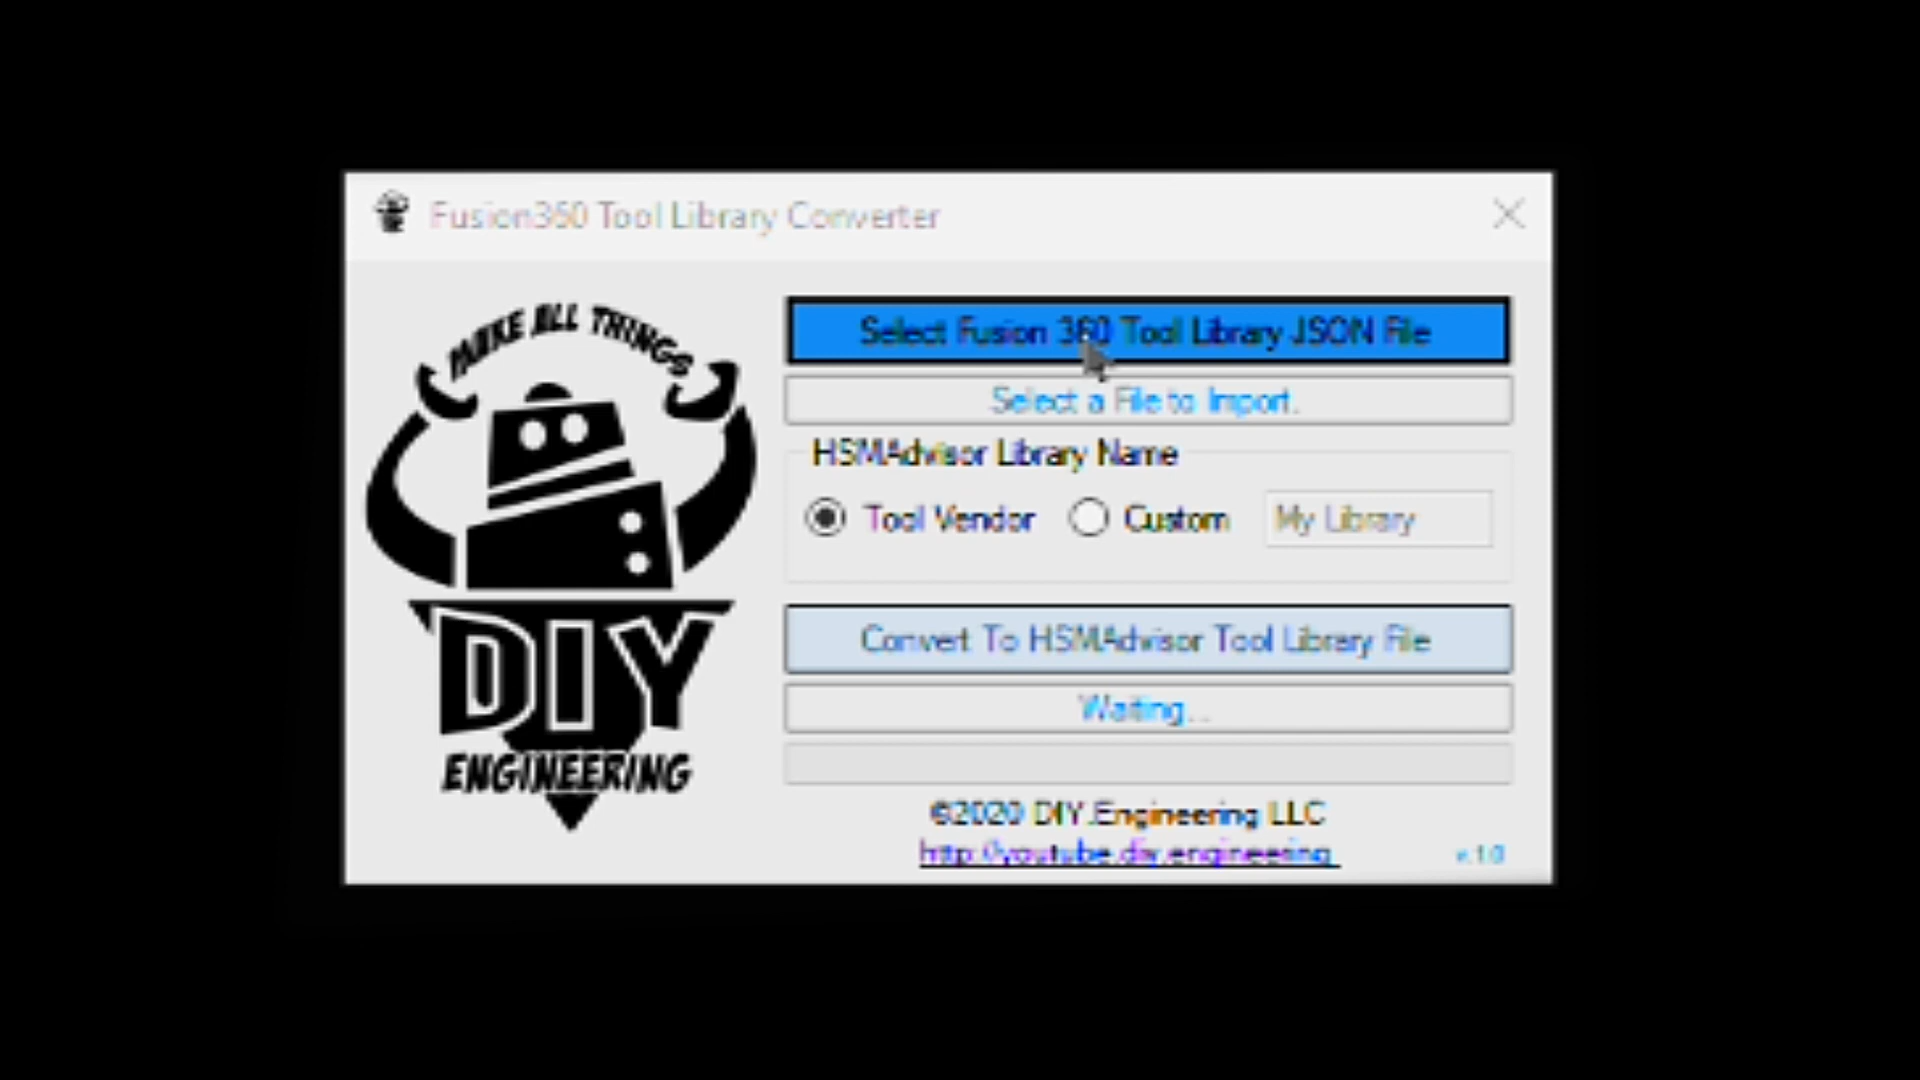 Fusion360 Tool Library Converter
MAKE ALL THINGS
DIY
ENGINEERING
Select Fusion 360 Tool Library JSON File
Select a File to Import.
HSMAdvisor Library Name
Tool Vendor
Custom
My Library
Convert To HSMAdvisor Tool Library File
Waiting...
©2020 DIY.Engineering LLC
http://youtube.diy.engineering
v.1.0